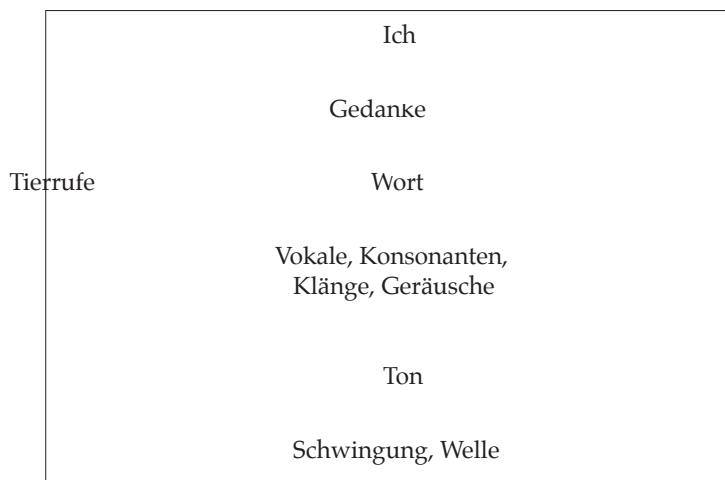 Ich
Gedanke
Tierrufe
Wort
Vokale, Konsonanten,
Klänge, Geräusche
Ton
Schwingung, Welle